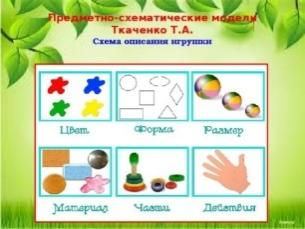 Предметно-схематические модели
Ткаченко Т.А.
Схема описания игрушки
Цвет Форма Размер
Материал Части Действия